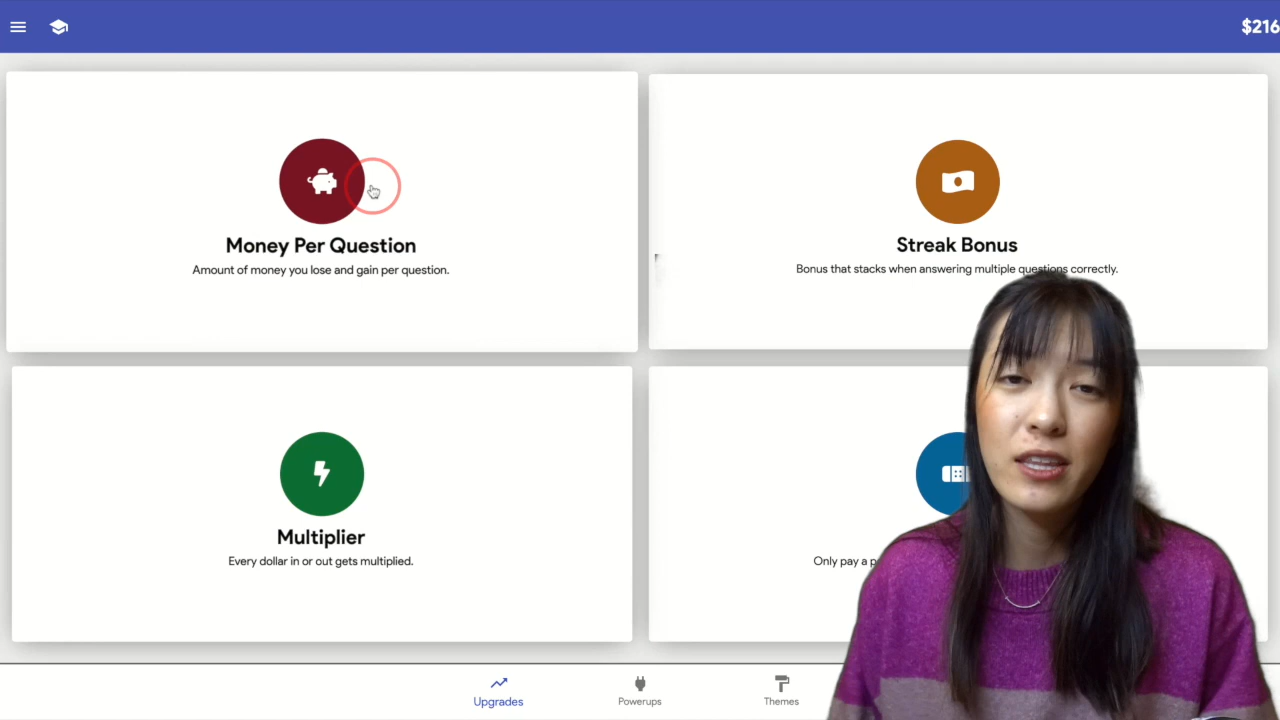 $216
Money Per Question
Amount of money you lose and gain per question.
Streak Bonus
Bonus that stacks when answering multiple questions correctly.
Multiplier
Every dollar in or out gets multiplied.
Only pay a
Upgrades
Powerups
Themes